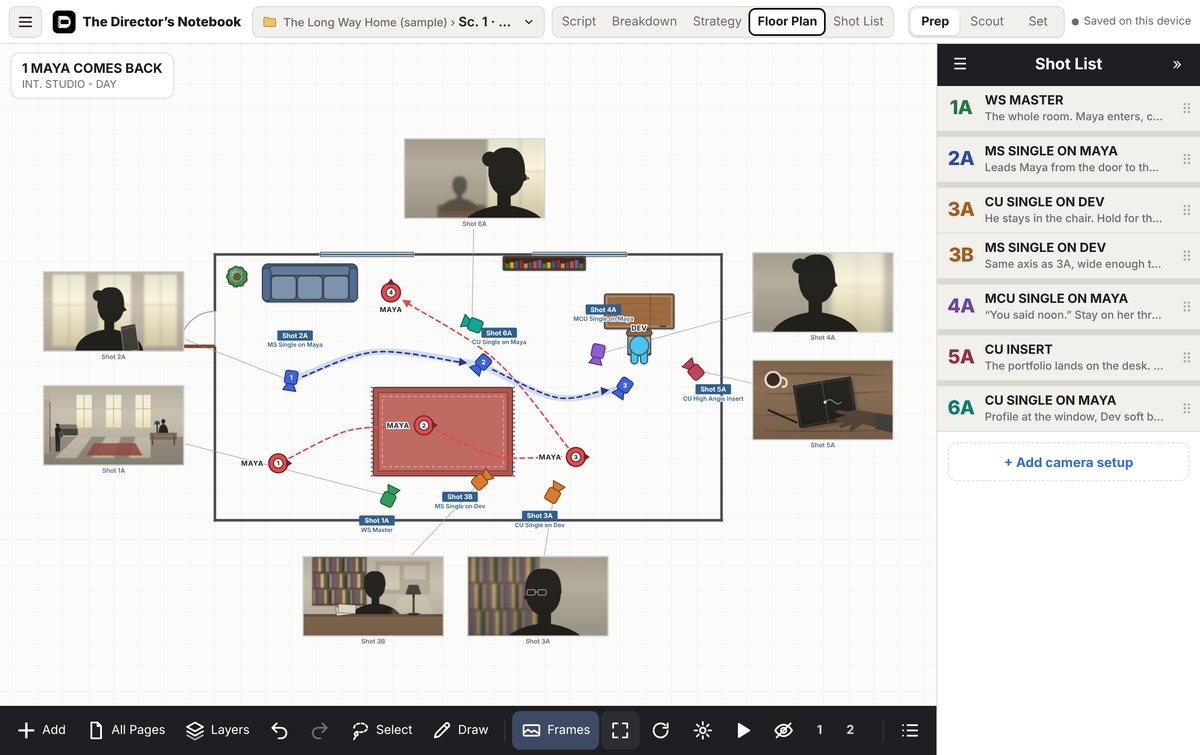 The Director's Notebook
The Long Way Home (sample) › Sc. 1 · ...
Script
Breakdown
Strategy
Floor Plan
Shot List
Prep
Scout
Set
Saved on this device
1 MAYA COMES BACK
INT. STUDIO - DAY
Shot List
»
1A
WS MASTER
The whole room. Maya enters, c...
2A
MS SINGLE ON MAYA
Leads Maya from the door to th...
3A
CU SINGLE ON DEV
He stays in the chair. Hold for th...
3B
MS SINGLE ON DEV
Same axis as 3A, wide enough t...
4A
MCU SINGLE ON MAYA
“You said noon.” Stay on her thr...
5A
CU INSERT
The portfolio lands on the desk. ...
6A
CU SINGLE ON MAYA
Profile at the window, Dev soft b...
+ Add camera setup
Shot 6A
Shot 2A
Shot 1A
Shot 4A
Shot 5A
Shot 3B
Shot 3A
4
MAYA
Shot 2A
MS Single on Maya
Shot 6A
CU Single on Maya
Shot 4A
MCU Single on Maya
DEV
1
2
3
Shot 5A
CU High Angle Insert
MAYA 2
MAYA 1
MAYA 3
Shot 3B
MS Single on Dev
Shot 1A
WS Master
Shot 3A
CU Single on Dev
Add
All Pages
Layers
Select
Draw
Frames
1
2